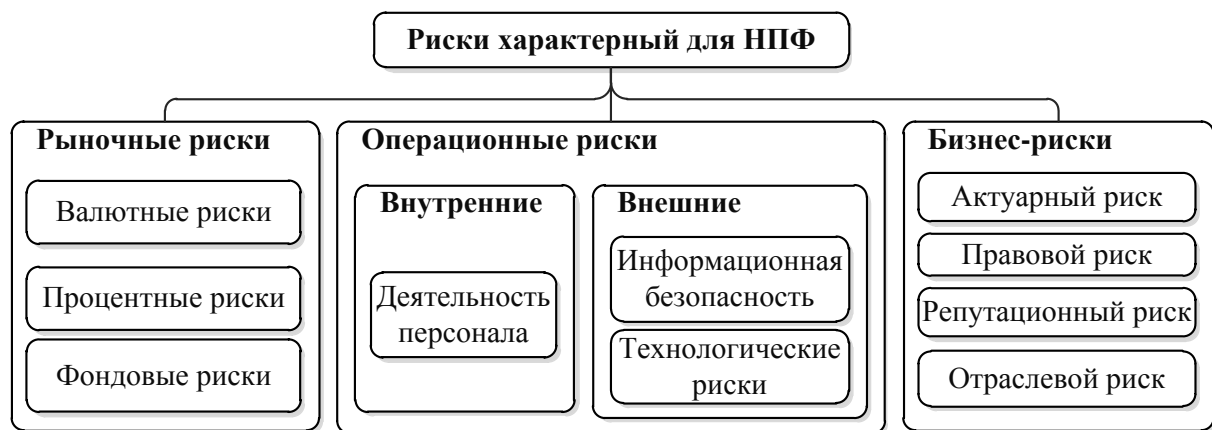 Риски характерный для НПФ
Рыночные риски
Валютные риски
Процентные риски
Фондовые риски
Операционные риски
Внутренние
Деятельность
персонала
Внешние
Информационная
безопасность
Технологические
риски
Бизнес-риски
Актуарный риск
Правовой риск
Репутационный риск
Отраслевой риск